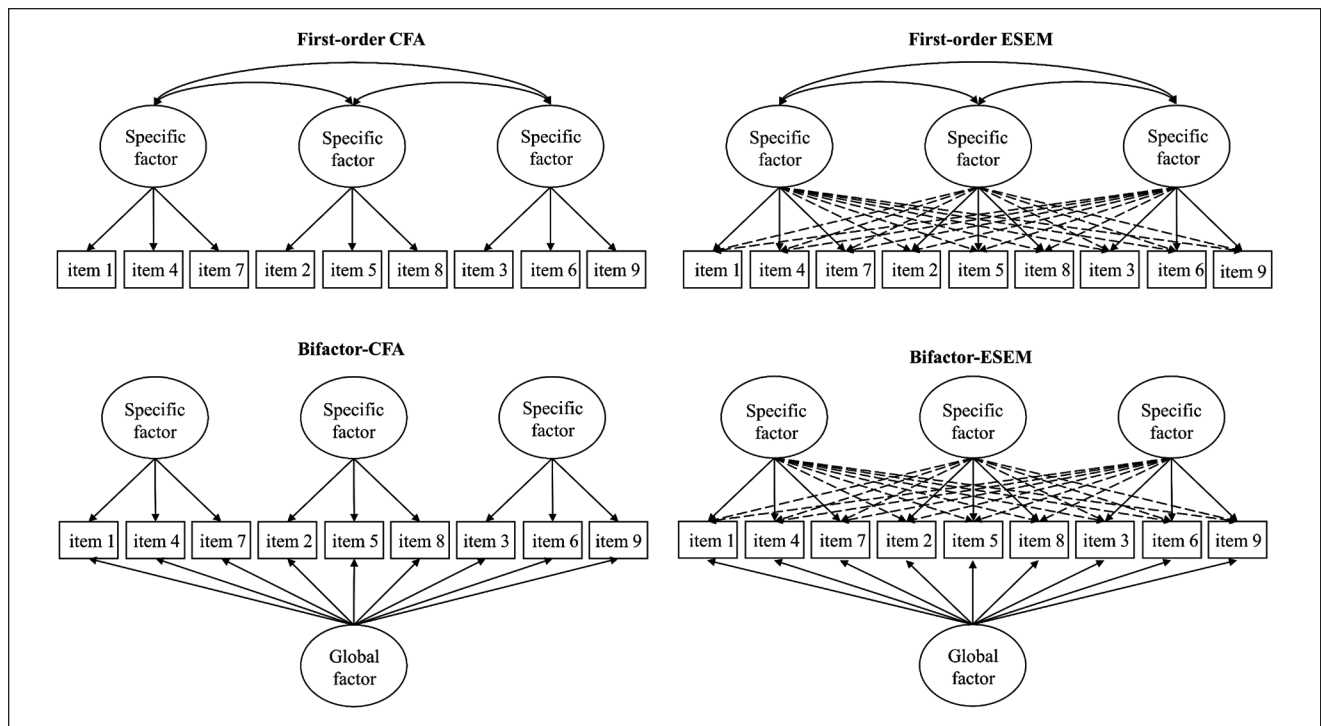 First-order CFA
Specific
factor
Specific
factor
Specific
factor
item 1
item 4
item 7
item 2
item 5
item 8
item 3
item 6
item 9
First-order ESEM
Specific
factor
Specific
factor
Specific
factor
item 1
item 4
item 7
item 2
item 5
item 8
item 3
item 6
item 9
Bifactor-CFA
Specific
factor
Specific
factor
Specific
factor
item 1
item 4
item 7
item 2
item 5
item 8
item 3
item 6
item 9
Global
factor
Bifactor-ESEM
Specific
factor
Specific
factor
Specific
factor
item 1
item 4
item 7
item 2
item 5
item 8
item 3
item 6
item 9
Global
factor